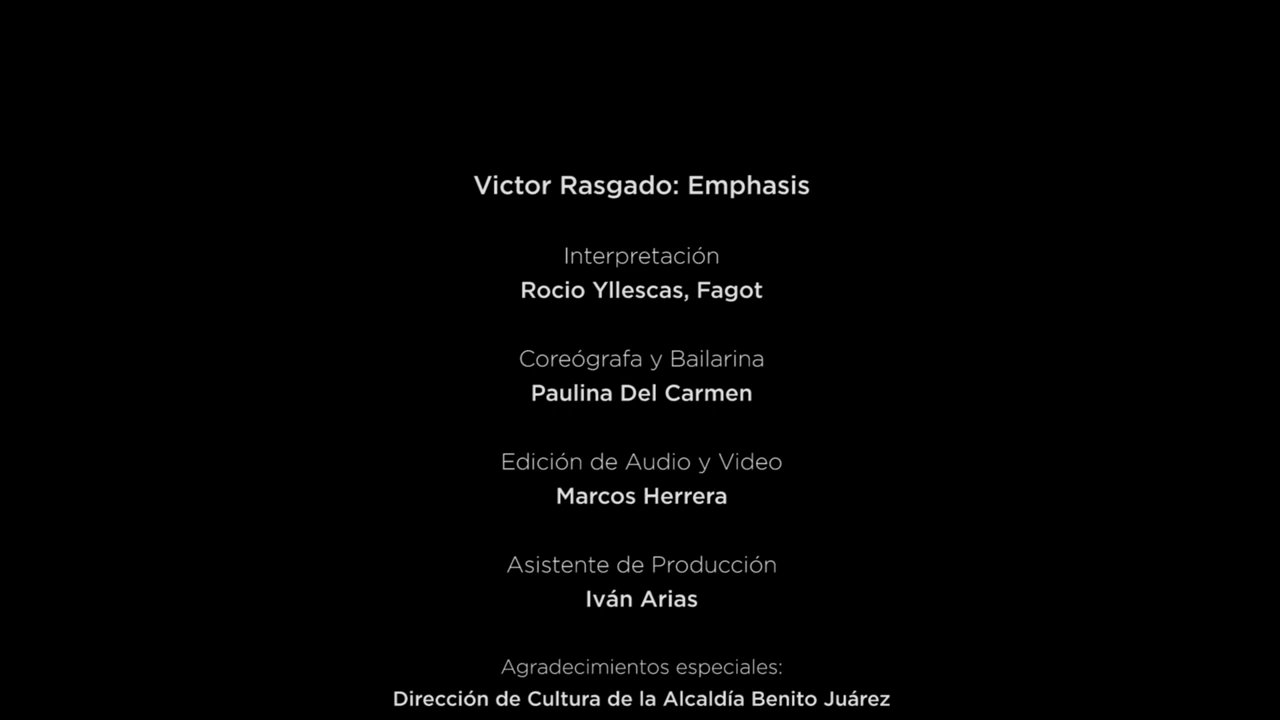 Victor Rasgado: Emphasis
Interpretación
Rocio Yllescas, Fagot
Coreógrafa y Bailarina
Paulina Del Carmen
Edición de Audio y Video
Marcos Herrera
Asistente de Producción
Iván Arias
Agradecimientos especiales:
Dirección de Cultura de la Alcaldía Benito Juárez